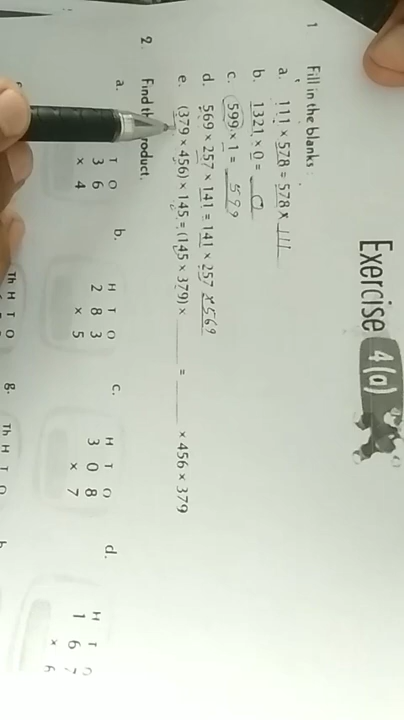 Exercise 4(a)
1 Fill in the blanks :
a. 111 × 578 = 578 × 111
b. 1321 × 0 = 0
c. 599 × 1 = 599
d. 569 × 257 × 141 = 141 × 257 × 569
e. (379 × 456) × 145 = (145 × 379) × ____ = ____ × 456 × 379
2. Find the product.
a. b. c. d.
T O H T O H T O H T O
3 6 2 8 3 3 0 8 1 6 7
× 4 × 5 × 7 × 6
Th H T O g. Th H T O h